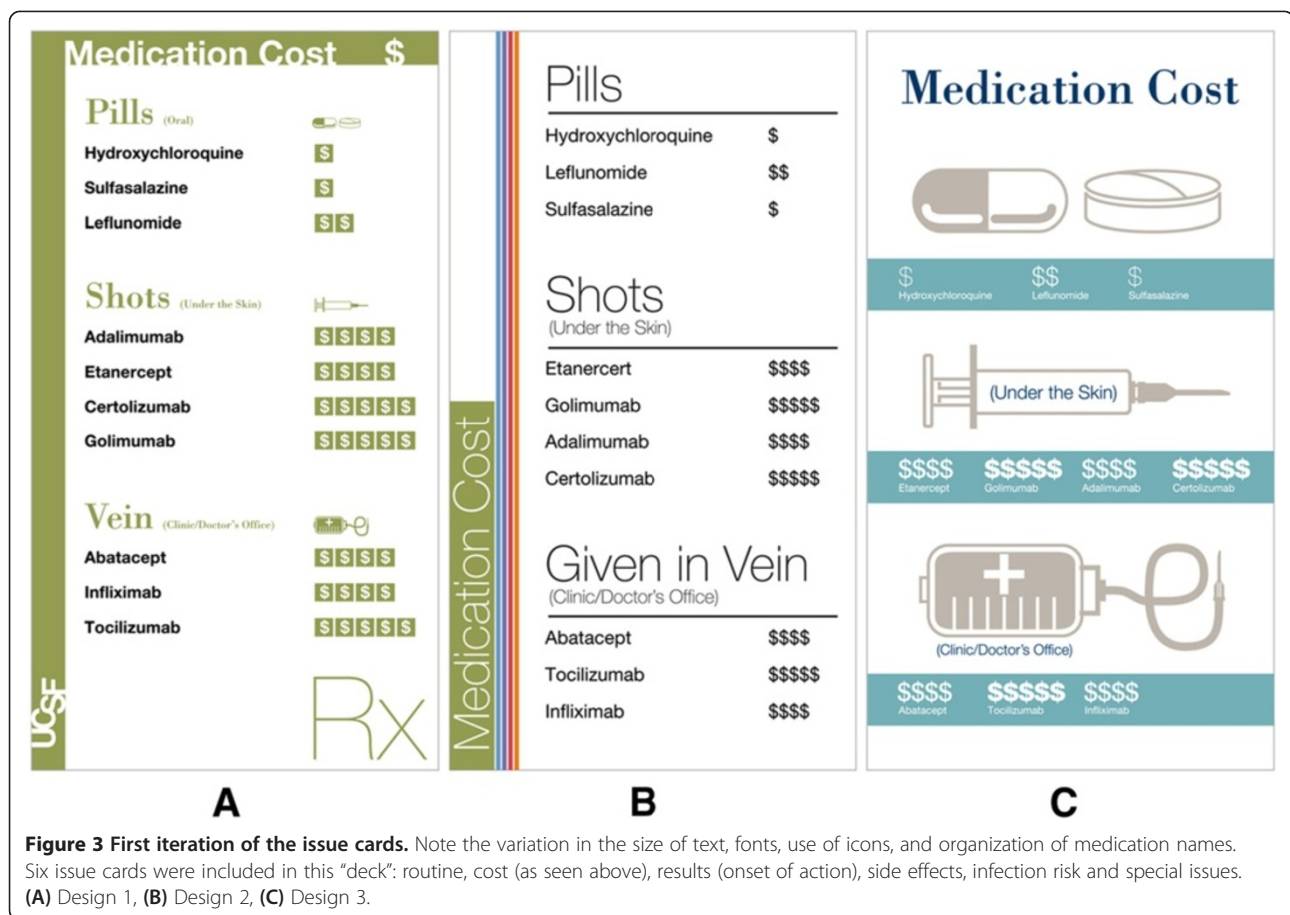 Medication Cost $
Pills (Oral)
Hydroxychloroquine $
Sulfasalazine $
Leflunomide $$
Shots (Under the Skin)
Adalimumab $$$$
Etanercept $$$$
Certolizumab $$$$$
Golimumab $$$$$
Vein (Clinic/Doctor's Office)
Abatacept $$$$
Infliximab $$$$
Tocilizumab $$$$$
UCSF
Rx
A
Medication Cost
Pills
Hydroxychloroquine $
Leflunomide $$
Sulfasalazine $
Shots
(Under the Skin)
Etanercert $$$$
Golimumab $$$$$
Adalimumab $$$$
Certolizumab $$$$$
Given in Vein
(Clinic/Doctor's Office)
Abatacept $$$$
Tocilizumab $$$$$
Infliximab $$$$
B
Medication Cost
$ $$ $
Hydroxychloroquine Leflunomide Sulfasalazine
(Under the Skin)
$$$$ $$$$$ $$$$ $$$$$
Etanercept Golimumab Adalimumab Certolizumab
(Clinic/Doctor's Office)
$$$$ $$$$$ $$$$
Abatacept Tocilizumab Infliximab
C
Figure 3 First iteration of the issue cards. Note the variation in the size of text, fonts, use of icons, and organization of medication names.
Six issue cards were included in this “deck”: routine, cost (as seen above), results (onset of action), side effects, infection risk and special issues.
(A) Design 1, (B) Design 2, (C) Design 3.